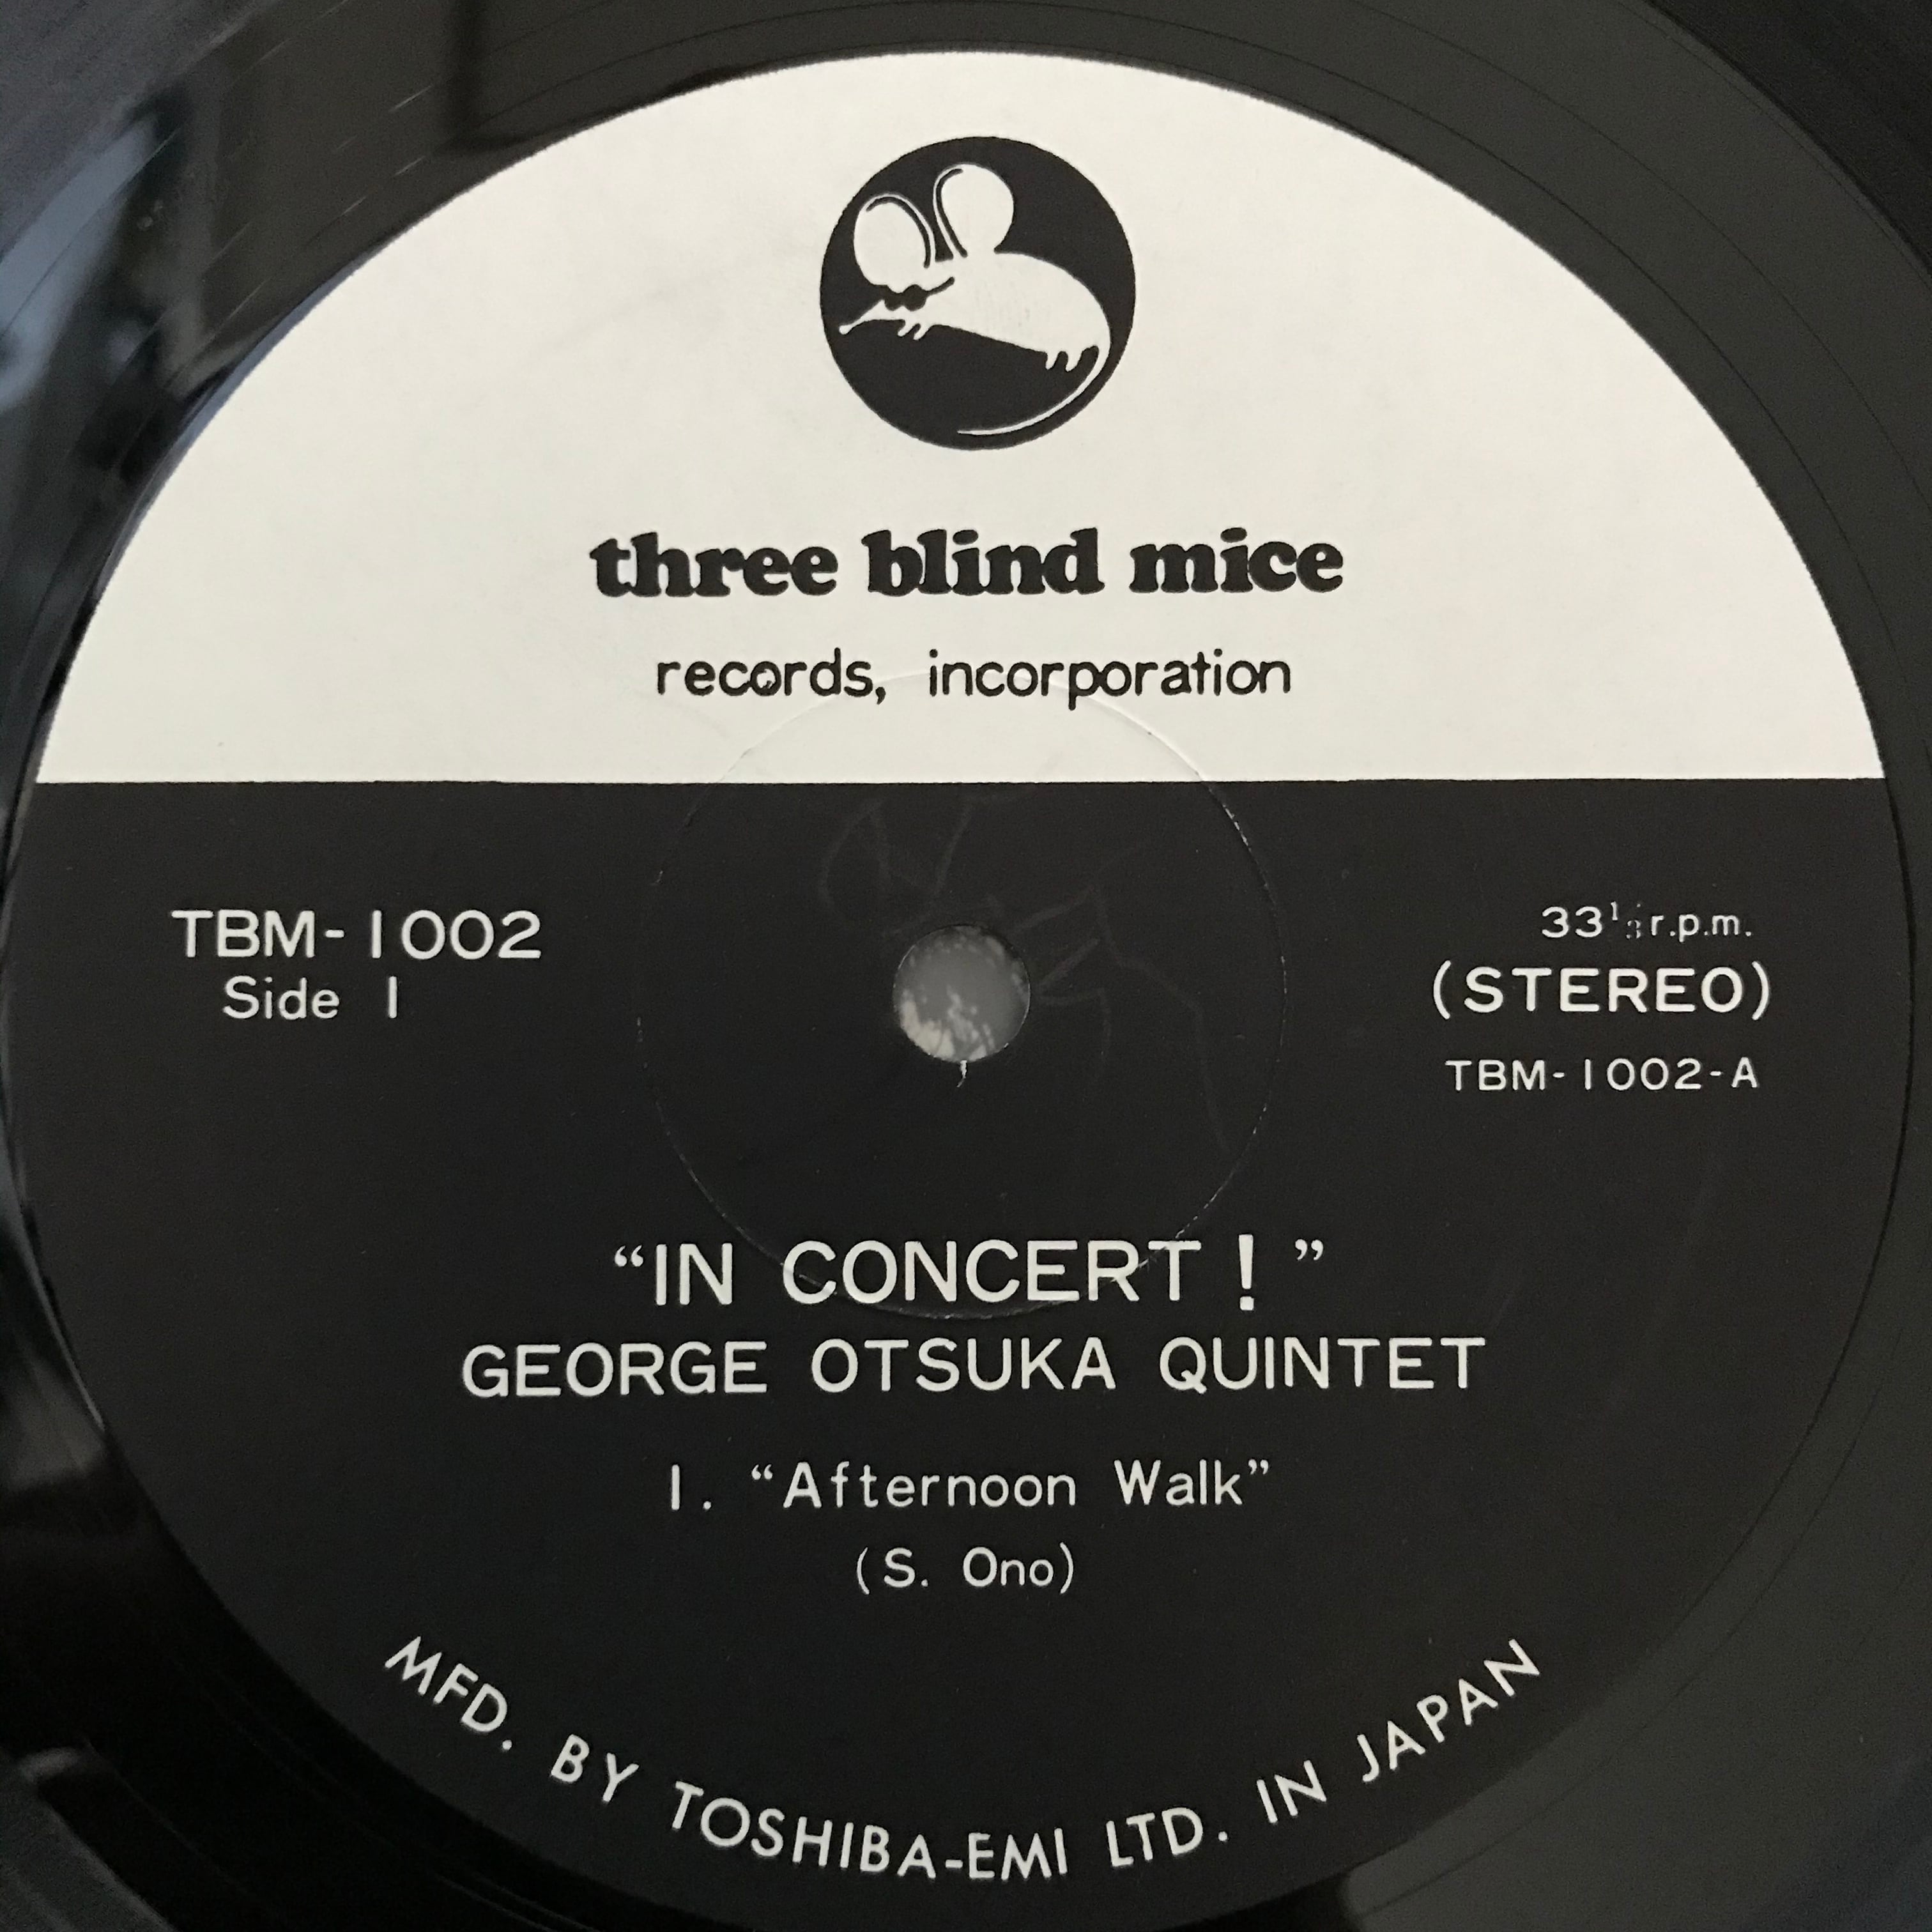 three blind mice
records, incorporation
TBM-1002
Side 1
33⅓ r.p.m.
(STEREO)
TBM-1002-A
“IN CONCERT! ”
GEORGE OTSUKA QUINTET
1. “Afternoon Walk”
(S. Ono)
MFD. BY TOSHIBA-EMI LTD. IN JAPAN